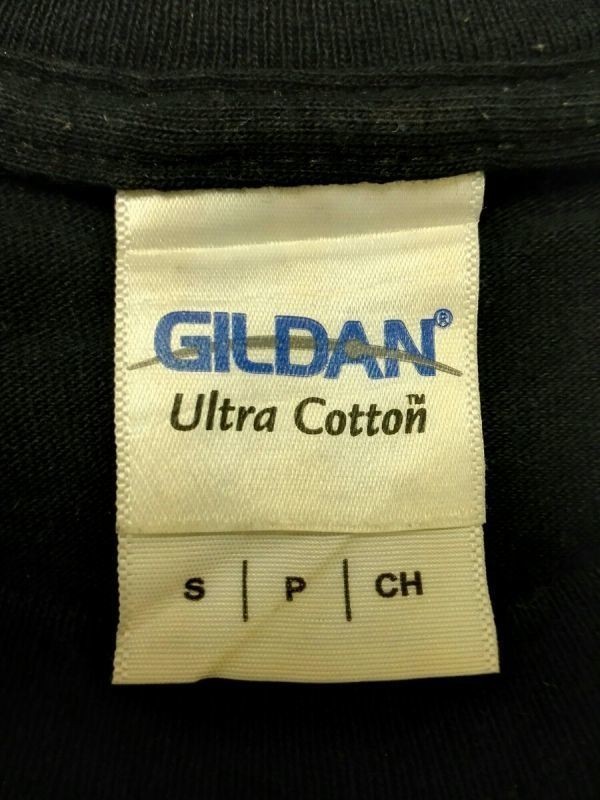 GILDAN®
Ultra Cotton™
S | P | CH